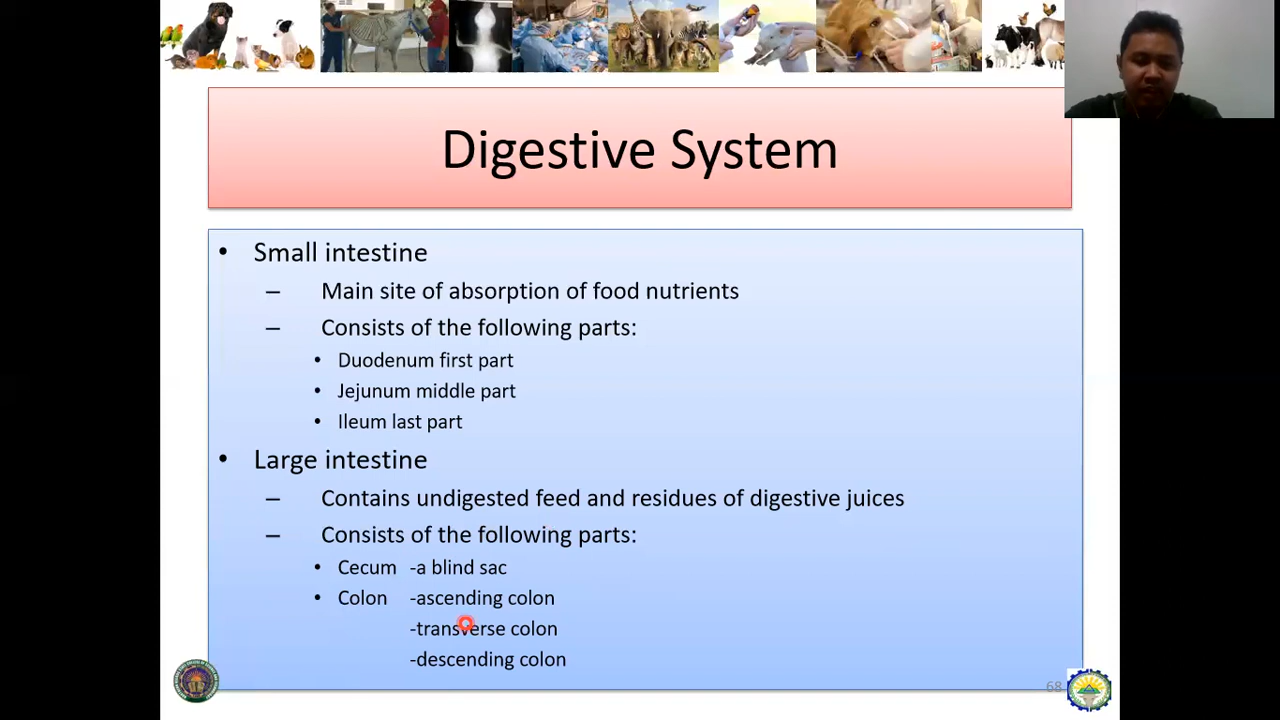 Digestive System
• Small intestine
– Main site of absorption of food nutrients
– Consists of the following parts:
• Duodenum first part
• Jejunum middle part
• Ileum last part
• Large intestine
– Contains undigested feed and residues of digestive juices
– Consists of the following parts:
• Cecum -a blind sac
• Colon -ascending colon
-transverse colon
-descending colon
68